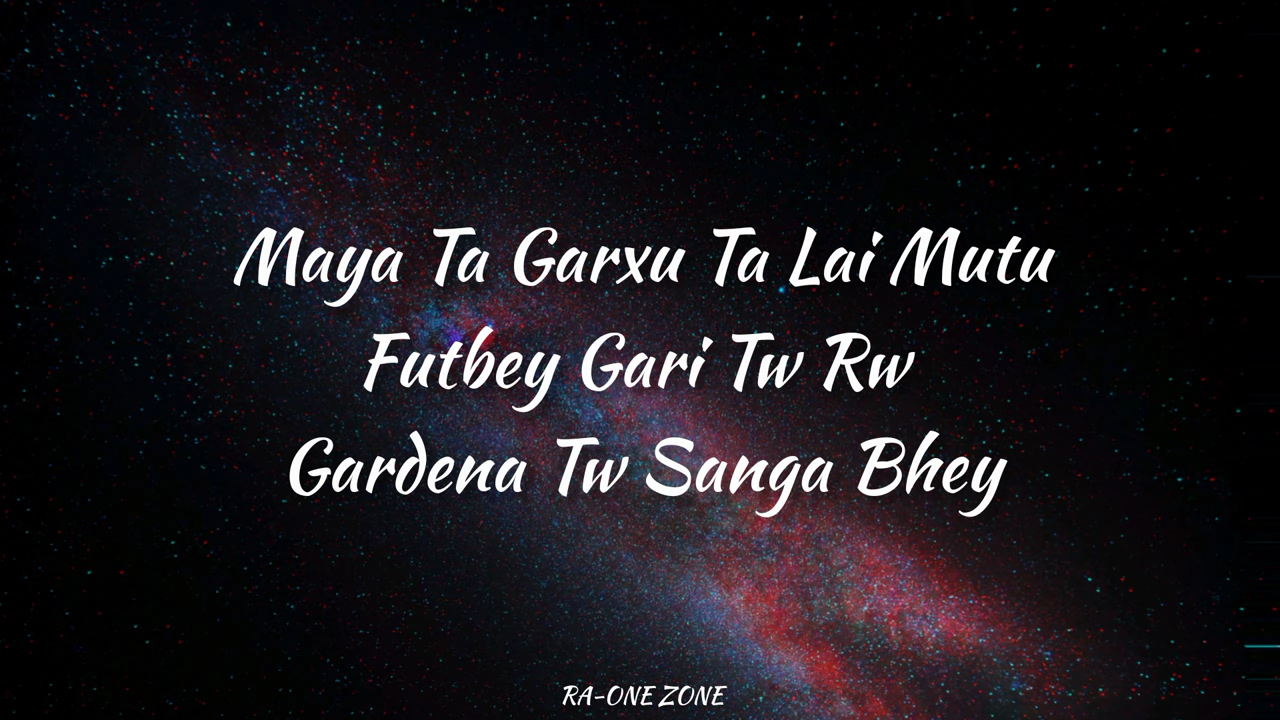 Maya Ta Garxu Ta Lai Mutu
Futbey Gari Tw Rw
Gardena Tw Sanga Bhey
RA-ONE ZONE